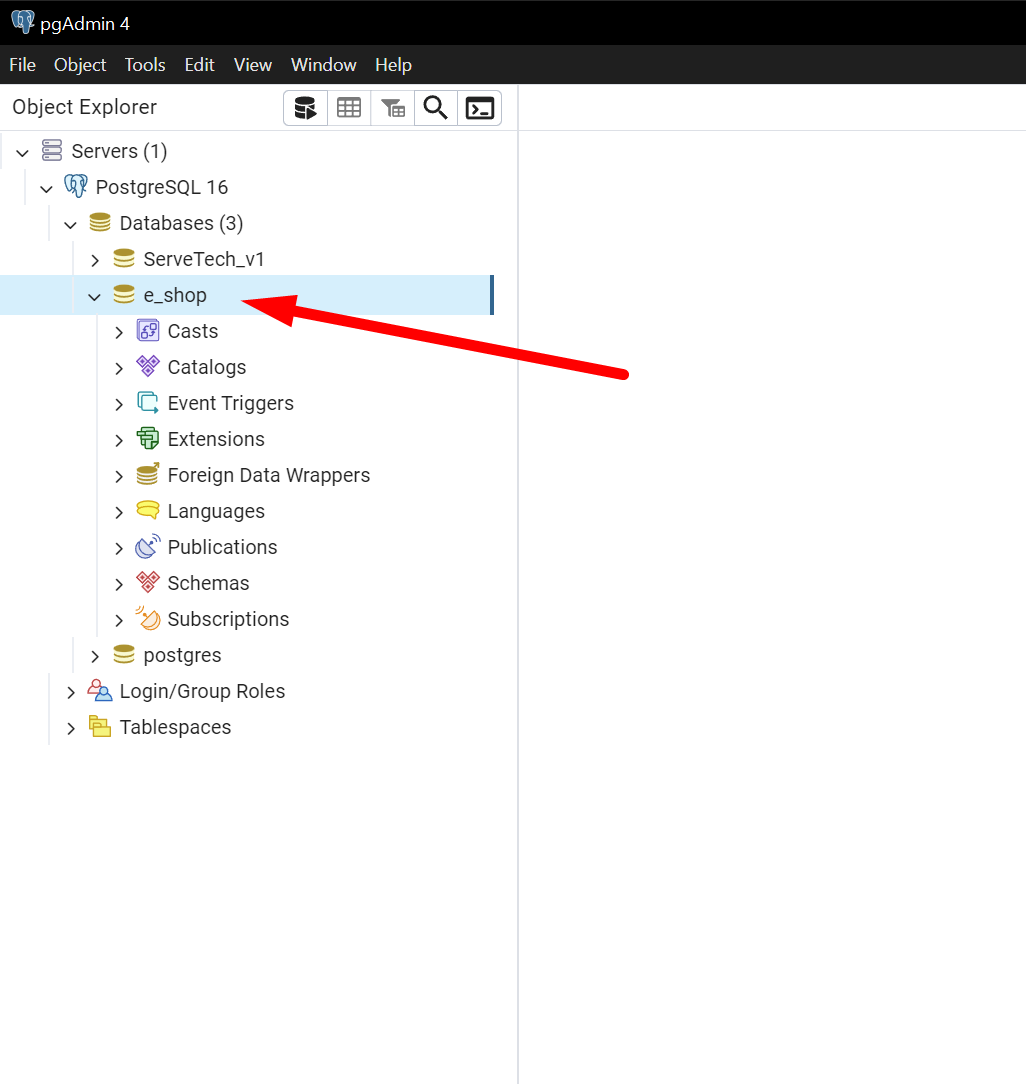 pgAdmin 4
File Object Tools Edit View Window Help
Object Explorer
Servers (1)
PostgreSQL 16
Databases (3)
ServeTech_v1
e_shop
Casts
Catalogs
Event Triggers
Extensions
Foreign Data Wrappers
Languages
Publications
Schemas
Subscriptions
postgres
Login/Group Roles
Tablespaces